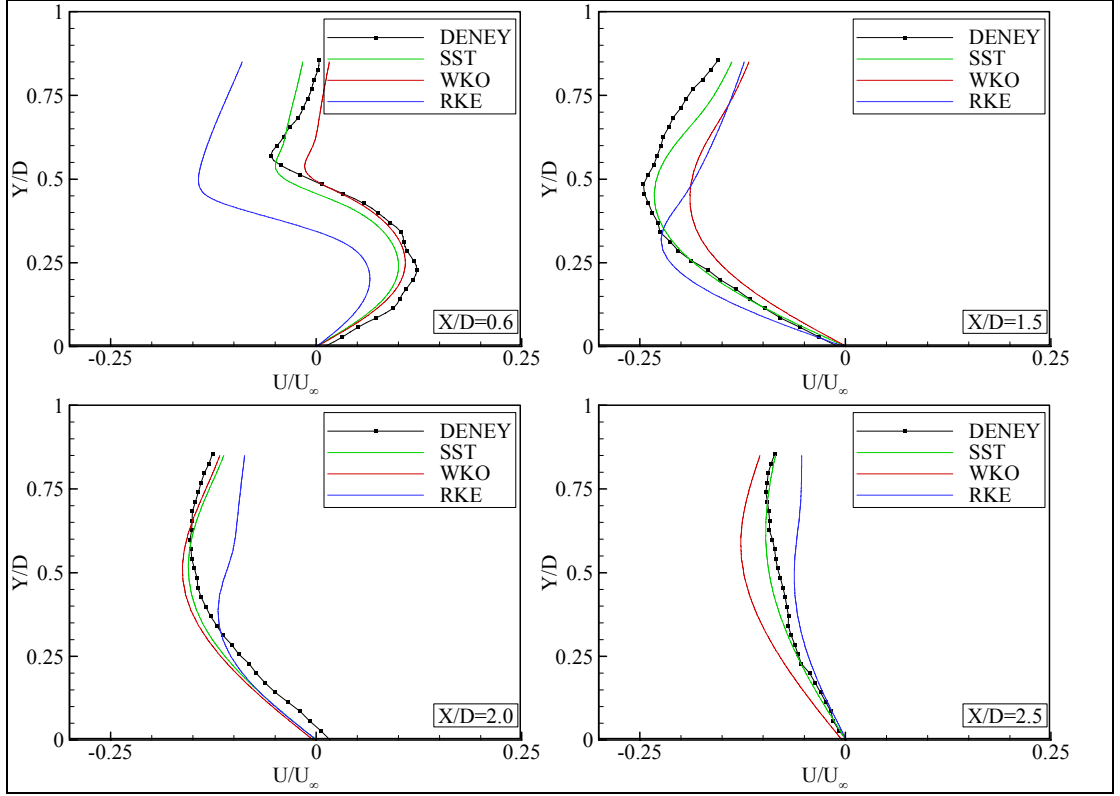 1
0.75
0.5
0.25
0
Y/D
-0.25
0
0.25
U/U∞
DENEY
SST
WKO
RKE
X/D=0.6
1
0.75
0.5
0.25
0
Y/D
-0.25
0
0.25
U/U∞
DENEY
SST
WKO
RKE
X/D=1.5
1
0.75
0.5
0.25
0
Y/D
-0.25
0
0.25
U/U∞
DENEY
SST
WKO
RKE
X/D=2.0
1
0.75
0.5
0.25
0
Y/D
-0.25
0
0.25
U/U∞
DENEY
SST
WKO
RKE
X/D=2.5